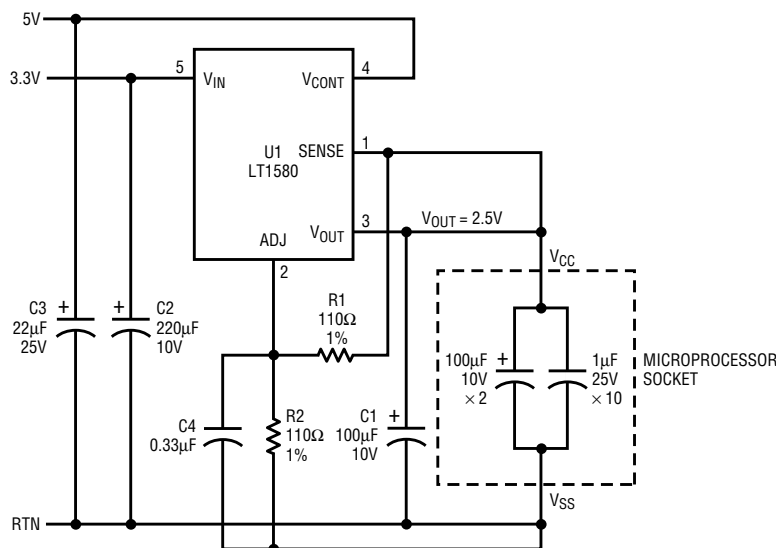 5V
3.3V
5
VIN
VCONT
4
U1
LT1580
SENSE
1
VOUT
3
VOUT = 2.5V
ADJ
2
VCC
C3
22µF
25V
+
C2
220µF
10V
+
R1
110Ω
1%
100µF
10V
× 2
+
1µF
25V
× 10
MICROPROCESSOR
SOCKET
C4
0.33µF
R2
110Ω
1%
C1
100µF
10V
+
VSS
RTN